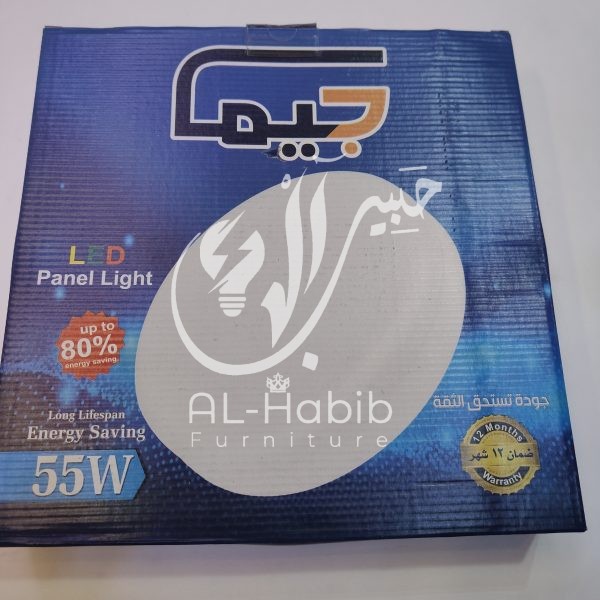 جيما
LED
Panel Light
up to
80%
energy saving
Long Lifespan
Energy Saving
55W
AL-Habib
Furniture
جودة تستحق الثقة
12 Months
ضمان ١٢ شهر
Warranty